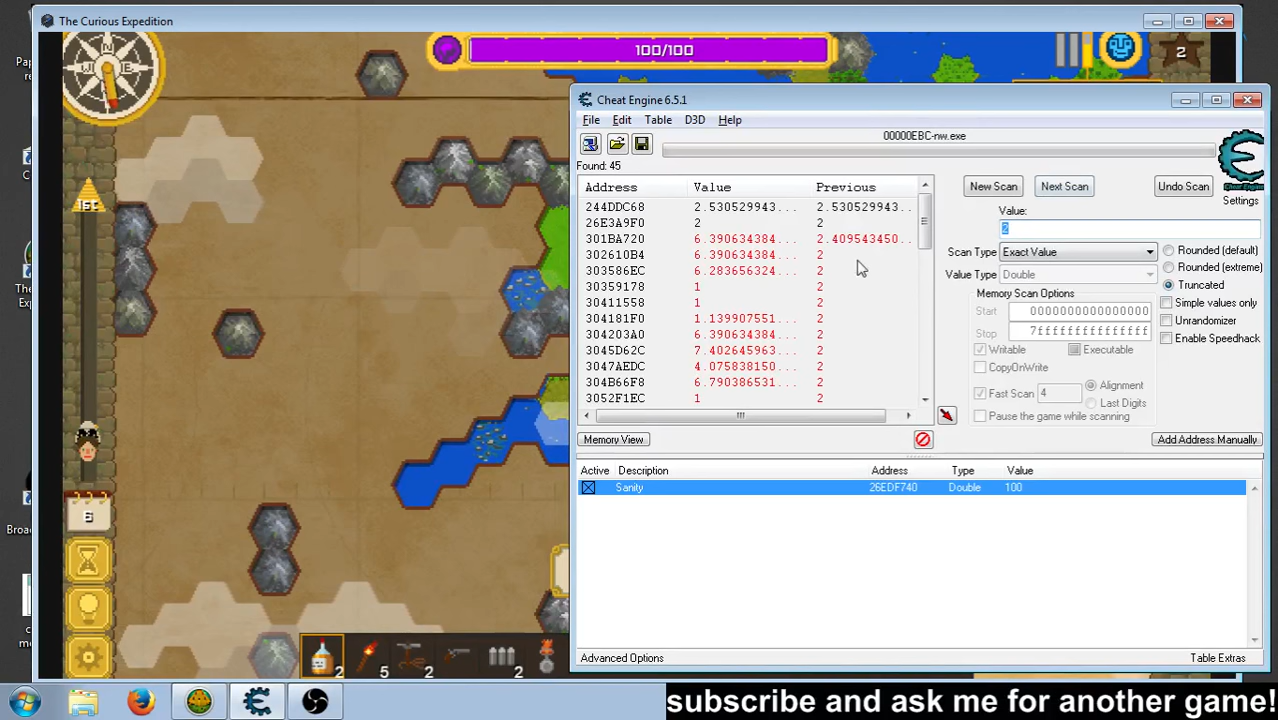 The Curious Expedition
N
W
E
100/100
2
1st
6
2
5
2
2
Cheat Engine 6.5.1
File Edit Table D3D Help
00000EBC-nw.exe
Found: 45
Address Value Previous
244DDC68 2.530529943... 2.530529943...
26E3A9F0 2 2
301BA720 6.390634384... 2.409543450...
302610B4 6.390634384... 2
303586EC 6.283656324... 2
30359178 1 2
30411558 1 2
304181F0 1.139907551... 2
304203A0 6.390634384... 2
3045D62C 7.402645963... 2
3047AEDC 4.075838150... 2
304B66F8 6.790386531... 2
3052F1EC 1 2
New Scan Next Scan Undo Scan
Settings
Value:
2
Scan Type Exact Value
Value Type Double
Rounded (default)
Rounded (extreme)
Truncated
Simple values only
Unrandomizer
Enable Speedhack
Memory Scan Options
Start 0000000000000000
Stop 7fffffffffffffff
Writable Executable
CopyOnWrite
Fast Scan 4 Alignment
Last Digits
Pause the game while scanning
Memory View Add Address Manually
Active Description Address Type Value
Sanity 26EDF740 Double 100
Advanced Options Table Extras
Pap
re
The
Exp
Broa
c
m
subscribe and ask me for another game!